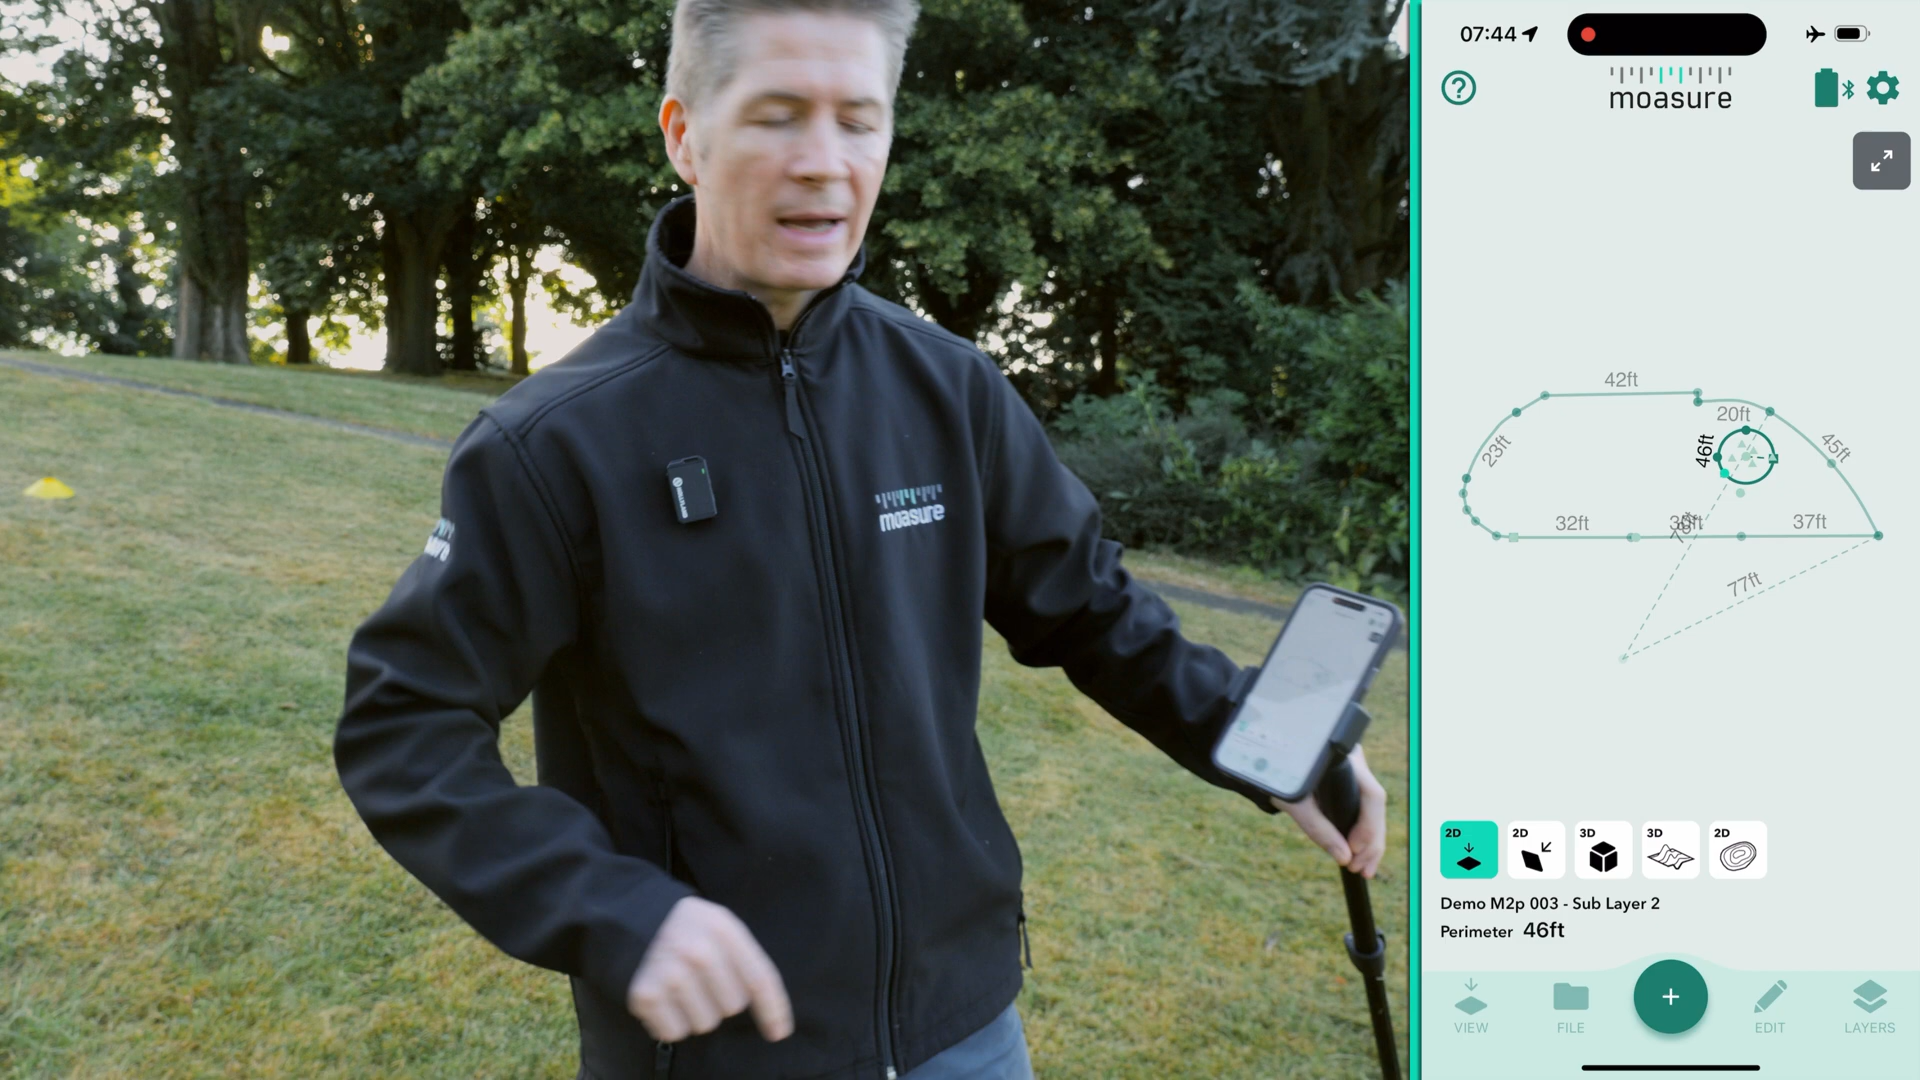 moasure
07:44
moasure
42ft
20ft
23ft
46ft
45ft
32ft
37ft
77ft
2D
2D
3D
3D
2D
Demo M2p 003 - Sub Layer 2
Perimeter 46ft
VIEW
FILE
EDIT
LAYERS